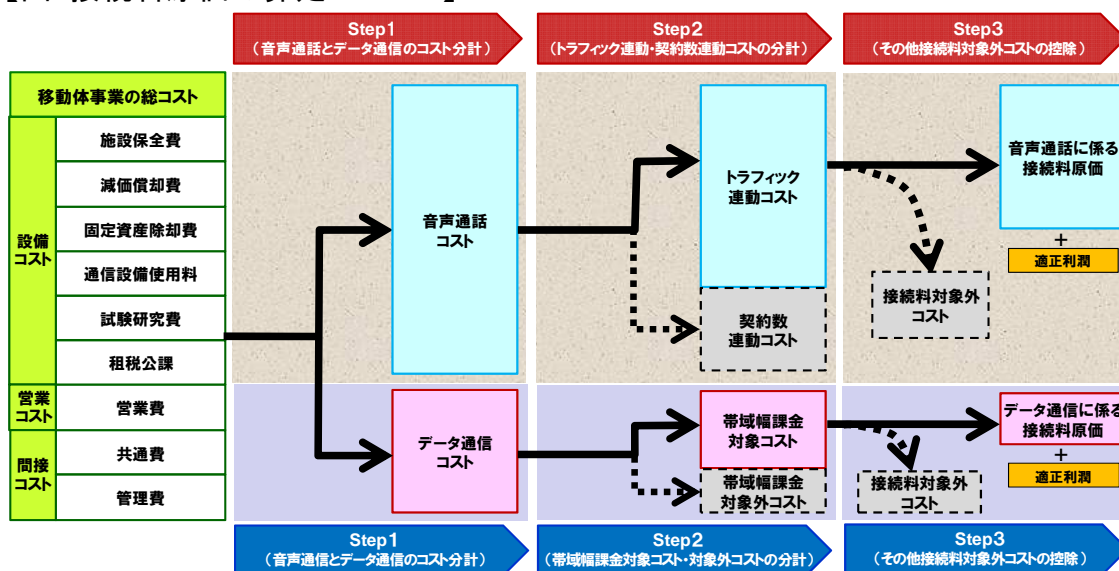 Step1
（音声通話とデータ通信のコスト分計）
Step2
（トラフィック連動・契約数連動コストの分計）
Step3
（その他接続料対象外コストの控除）
移動体事業の総コスト
設備
コスト
施設保全費
減価償却費
固定資産除却費
通信設備使用料
試験研究費
租税公課
営業
コスト
営業費
間接
コスト
共通費
管理費
音声通話
コスト
トラフィック
連動コスト
契約数
連動コスト
音声通話に係る
接続料原価
+
適正利潤
接続料対象外
コスト
データ通信
コスト
帯域幅課金
対象コスト
帯域幅課金
対象外コスト
データ通信に係る
接続料原価
+
適正利潤
接続料対象外
コスト
Step1
（音声通信とデータ通信のコスト分計）
Step2
（帯域幅課金対象コスト・対象外コストの分計）
Step3
（その他接続料対象外コストの控除）